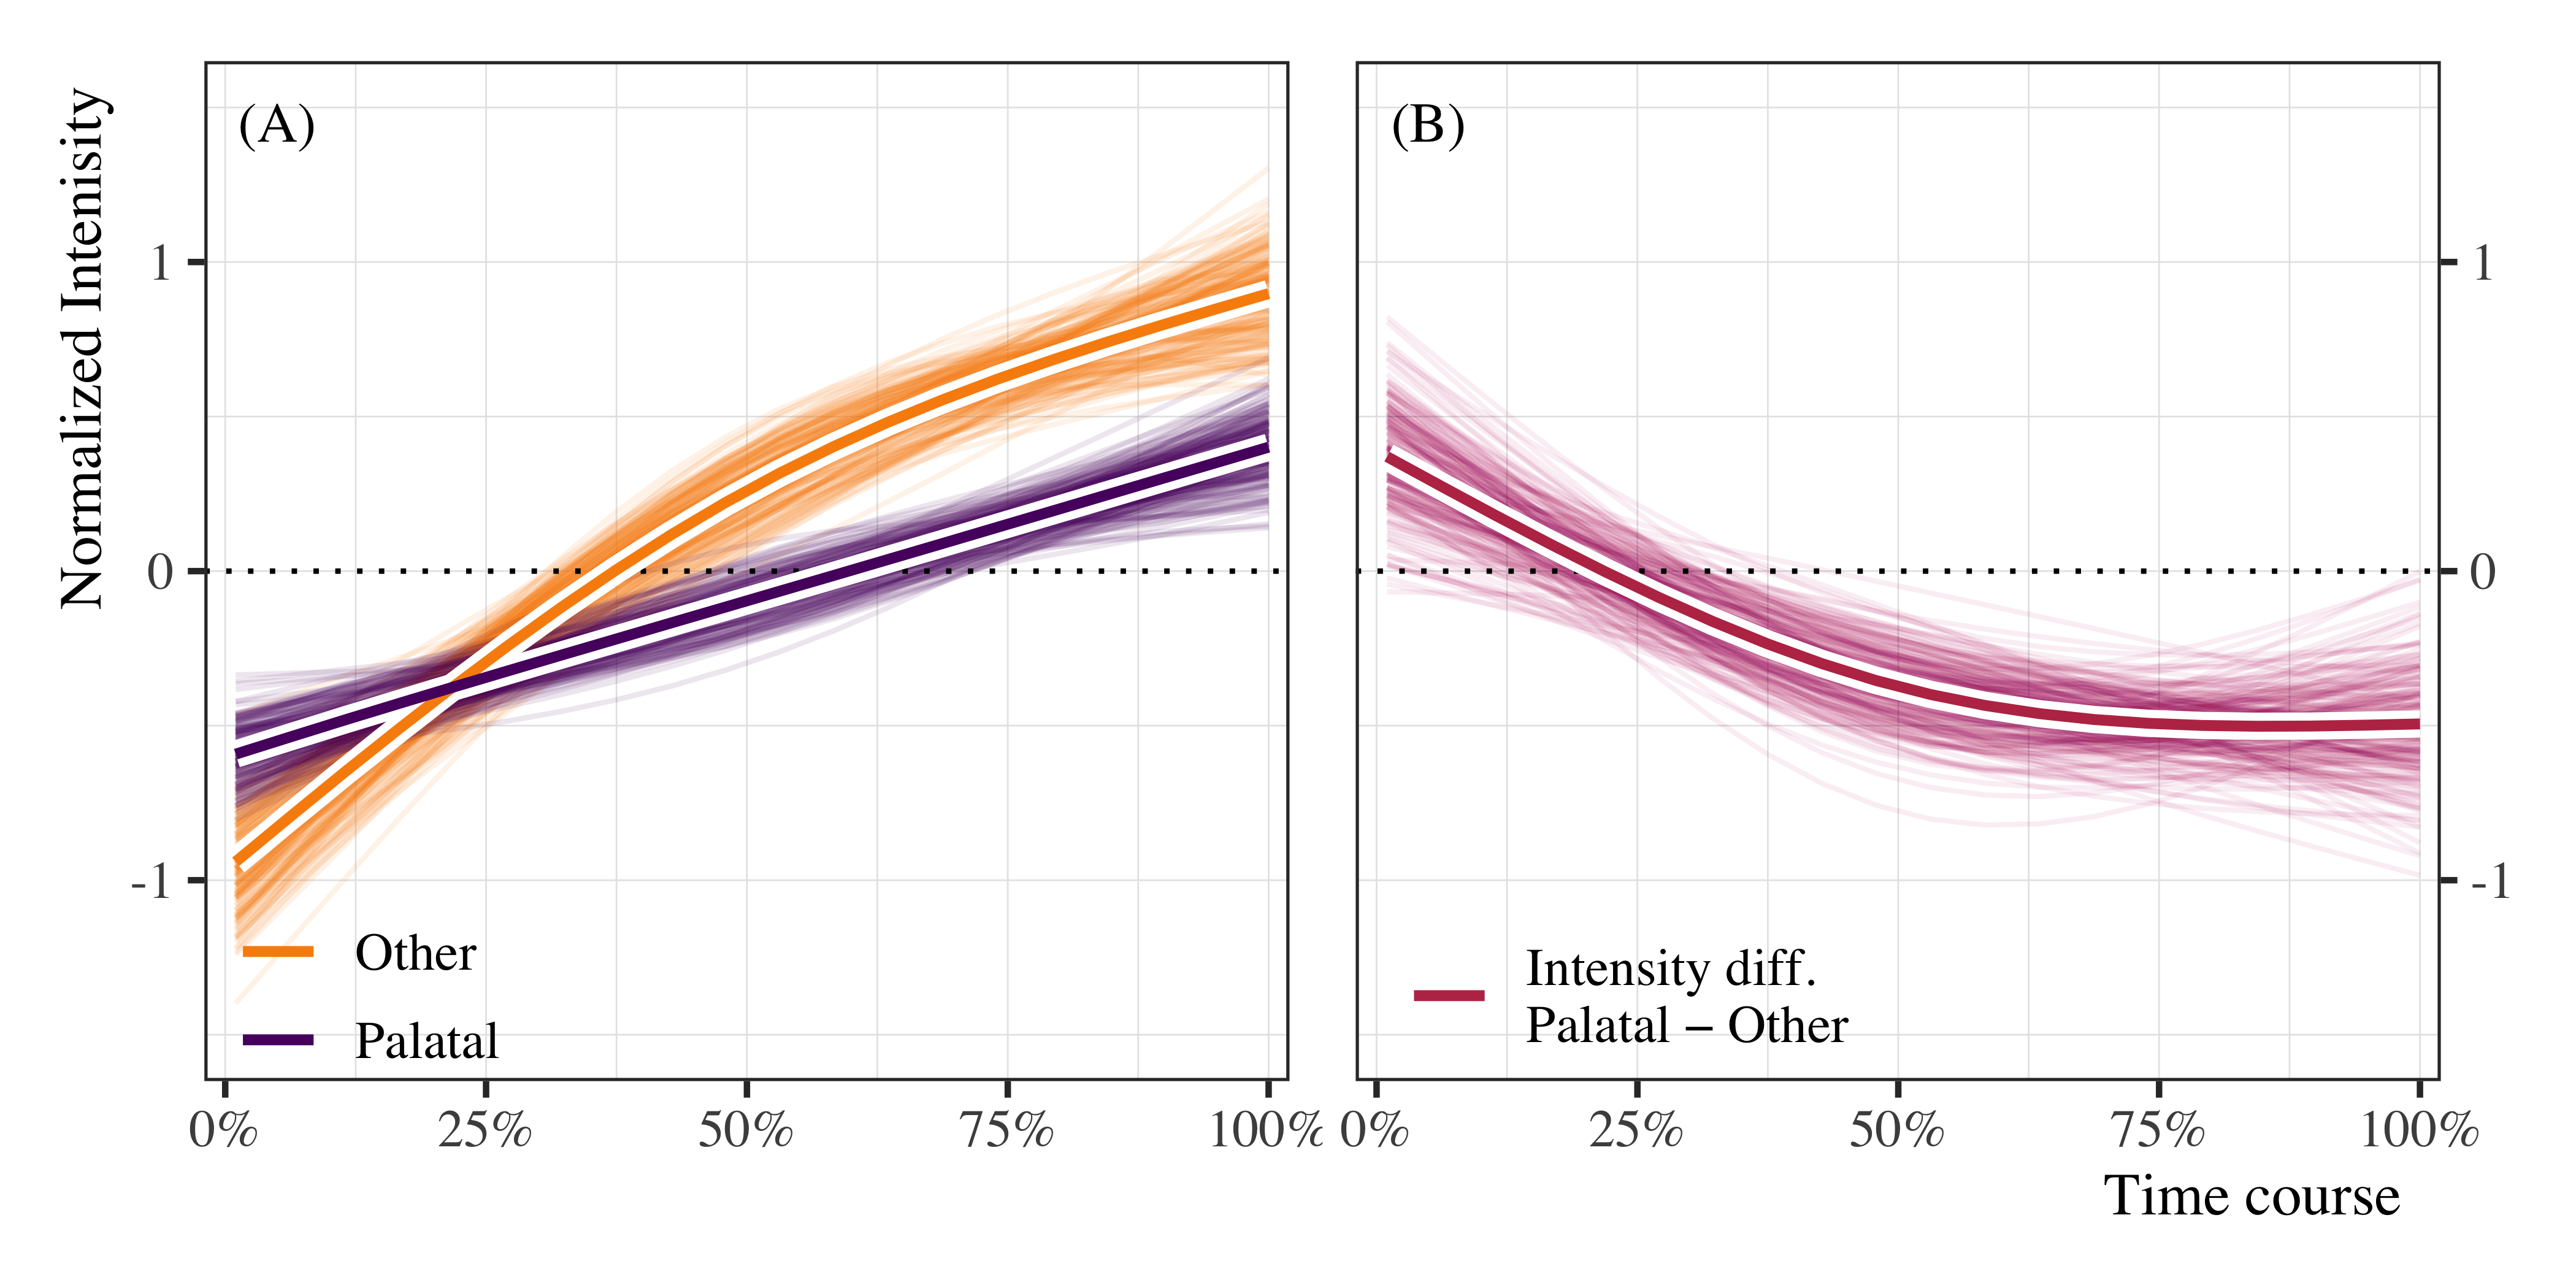 Normalized Intenisity
(A)
1
0
-1
Other
Palatal
0%
25%
50%
75%
100%
(B)
1
0
-1
Intensity diff.
Palatal – Other
0%
25%
50%
75%
100%
Time course